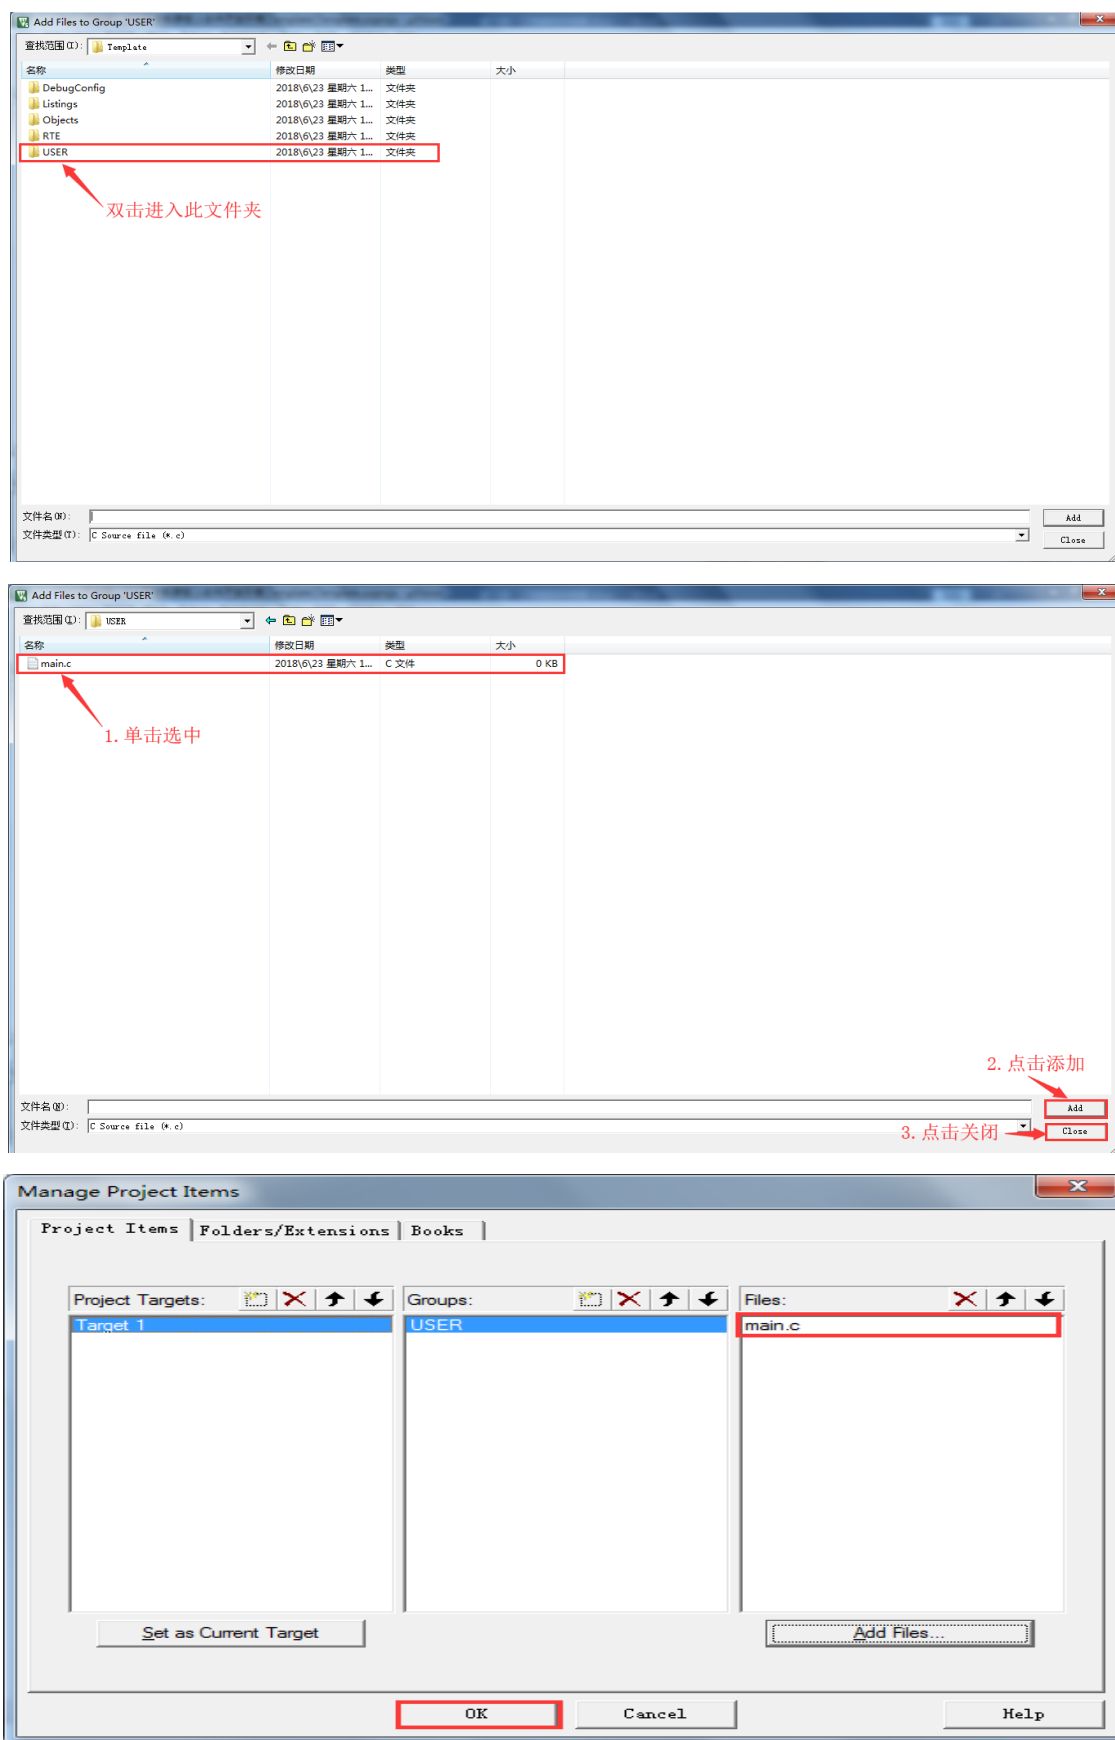 Add Files to Group 'USER'
查找范围(I): Template
名称 修改日期 类型 大小
DebugConfig 2018\6\23 星期六 1... 文件夹
Listings 2018\6\23 星期六 1... 文件夹
Objects 2018\6\23 星期六 1... 文件夹
RTE 2018\6\23 星期六 1... 文件夹
USER 2018\6\23 星期六 1... 文件夹
双击进入此文件夹
文件名(N): Add
文件类型(T): C Source file (*.c) Close
Add Files to Group 'USER'
查找范围(I): USER
名称 修改日期 类型 大小
main.c 2018\6\23 星期六 1... C 文件 0 KB
1. 单击选中
2. 点击添加
文件名(N): Add
文件类型(T): C Source file (*.c) Close
3. 点击关闭
Manage Project Items
Project Items Folders/Extensions Books
Project Targets: Groups: Files:
Target 1 USER main.c
Set as Current Target Add Files...
OK Cancel Help